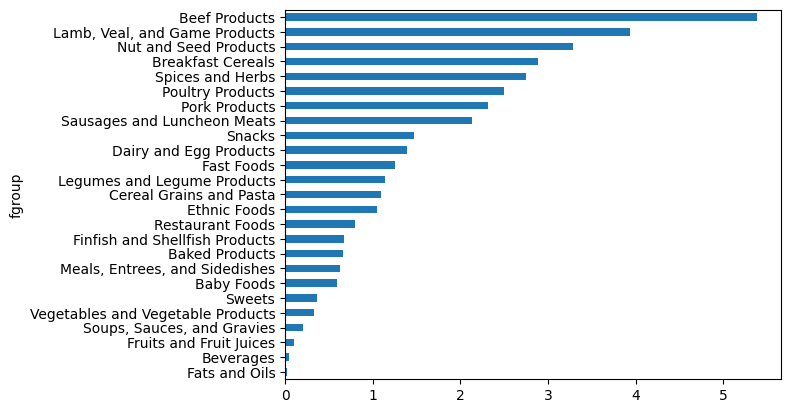 Beef Products
Lamb, Veal, and Game Products
Nut and Seed Products
Breakfast Cereals
Spices and Herbs
Poultry Products
Pork Products
Sausages and Luncheon Meats
Snacks
Dairy and Egg Products
Fast Foods
Legumes and Legume Products
Cereal Grains and Pasta
Ethnic Foods
Restaurant Foods
Finfish and Shellfish Products
Baked Products
Meals, Entrees, and Sidedishes
Baby Foods
Sweets
Vegetables and Vegetable Products
Soups, Sauces, and Gravies
Fruits and Fruit Juices
Beverages
Fats and Oils
fgroup
0 1 2 3 4 5